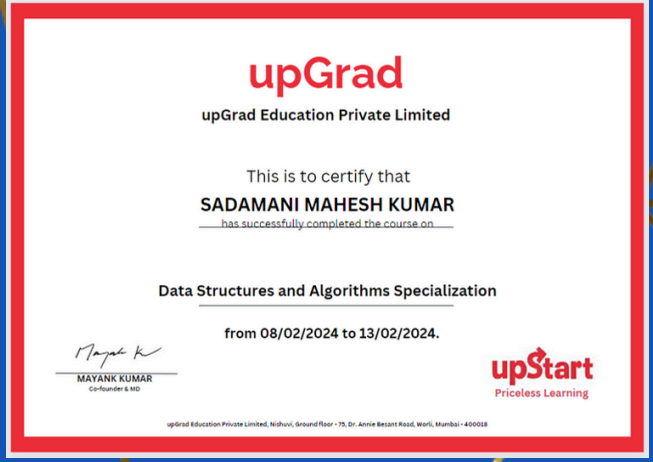 upGrad
upGrad Education Private Limited
This is to certify that
SADAMANI MAHESH KUMAR
has successfully completed the course on
Data Structures and Algorithms Specialization
from 08/02/2024 to 13/02/2024.
MAYANK KUMAR
Co-founder & MD
upStart
Priceless Learning
upGrad Education Private Limited, Nishuvi, Ground floor - 75, Dr. Annie Besant Road, Worli, Mumbai - 400018